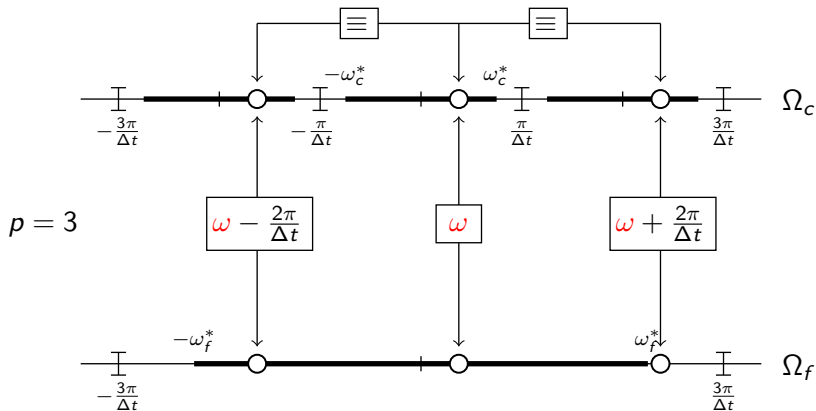 ≡ ≡
−ω*c ω*c
Ωc
−3π/Δt −π/Δt π/Δt 3π/Δt
p = 3
ω − 2π/Δt ω ω + 2π/Δt
−ω*f ω*f
Ωf
−3π/Δt 3π/Δt